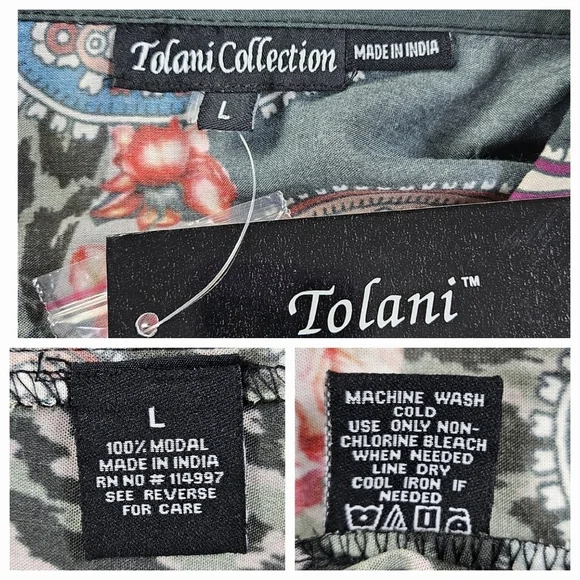 Tolani Collection
MADE IN INDIA
L
Tolani™
L
100% MODAL
MADE IN INDIA
RN NO # 114997
SEE REVERSE
FOR CARE
MACHINE WASH
COLD
USE ONLY NON-
CHLORINE BLEACH
WHEN NEEDED
LINE DRY
COOL IRON IF
NEEDED